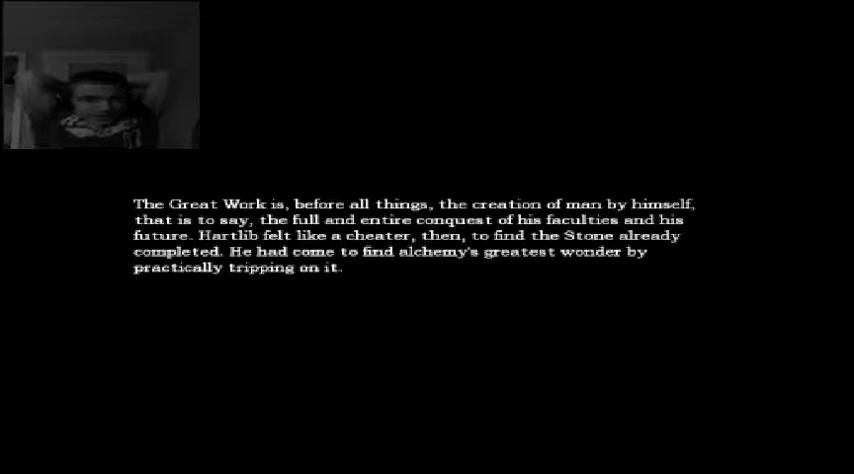 The Great Work is, before all things, the creation of man by himself,
that is to say, the full and entire conquest of his faculties and his
future. Hartlib felt like a cheater, then, to find the Stone already
completed. He had come to find alchemy's greatest wonder by
practically tripping on it.